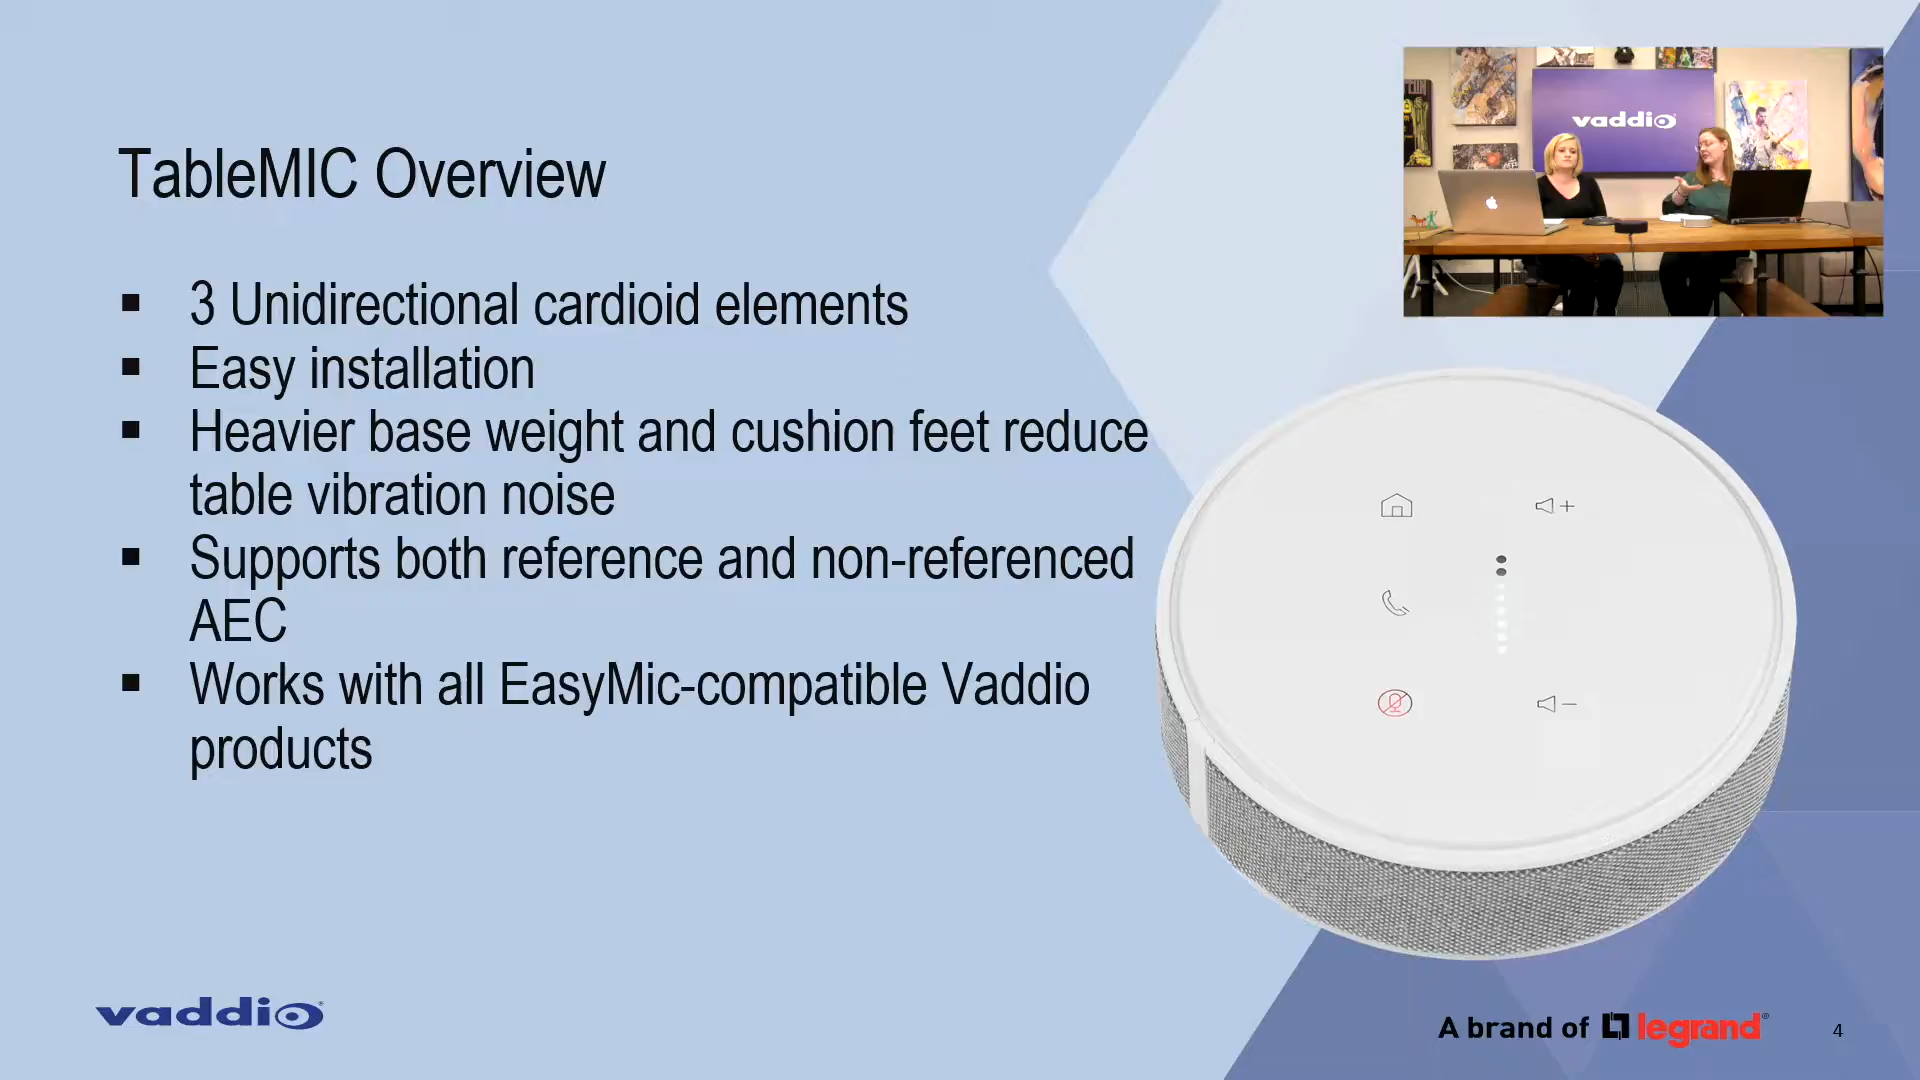 vaddio
TableMIC Overview
▪ 3 Unidirectional cardioid elements
▪ Easy installation
▪ Heavier base weight and cushion feet reduce
table vibration noise
▪ Supports both reference and non-referenced
AEC
▪ Works with all EasyMic-compatible Vaddio
products
vaddio®
A brand of legrand®
4